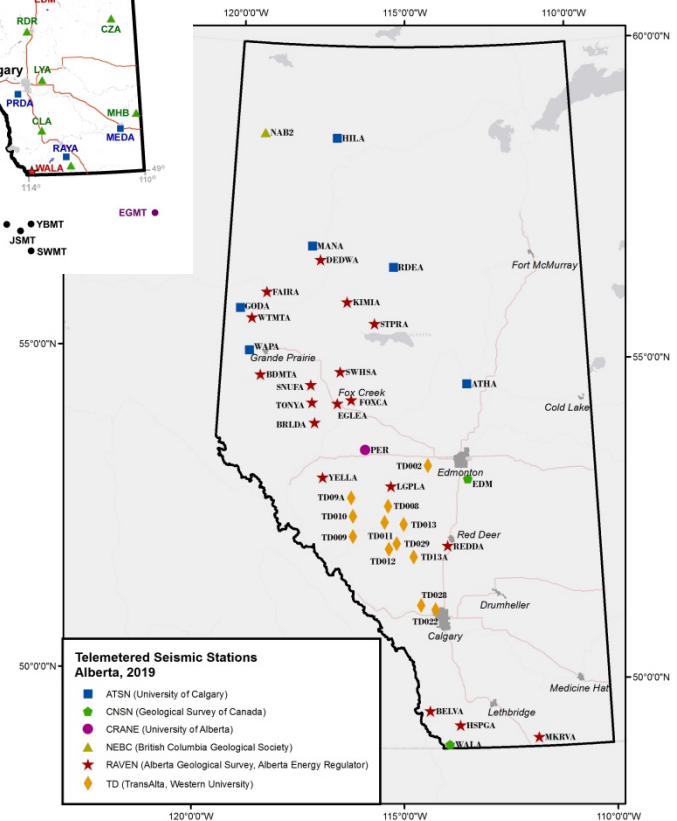 EDM
RDR
CZA
gary
LYA
PRDA
CLA
MHB
MEDA
RAYA
WALA
49°
114°
110°
EGMT
YBMT
JSMT
SWMT
120°0'0"W
115°0'0"W
110°0'0"W
60°0'0"N
NAB2
HILA
MANA
DEDWA
RDEA
Fort McMurray
FAIRA
GODA
KIMIA
WTMTA
STPRA
55°0'0"N
WAPA
55°0'0"N
Grande Prairie
BDMTA
SWHSA
SNUFA
ATHA
Fox Creek
TONYA
FOXCA
Cold Lake
EGLEA
BRLDA
PER
TD002
Edmonton
YELLA
EDM
LGPLA
TD09A
TD008
TD010
TD013
TD009
TD011
Red Deer
TD029
REDDA
TD012
TD13A
TD028
Drumheller
TD022
Calgary
50°0'0"N
50°0'0"N
Medicine Hat
BELVA
Lethbridge
HSPGA
MKRVA
WALA
Telemetered Seismic Stations
Alberta, 2019
ATSN (University of Calgary)
CNSN (Geological Survey of Canada)
CRANE (University of Alberta)
NEBC (British Columbia Geological Society)
RAVEN (Alberta Geological Survey, Alberta Energy Regulator)
TD (TransAlta, Western University)
120°0'0"W
115°0'0"W
110°0'0"W